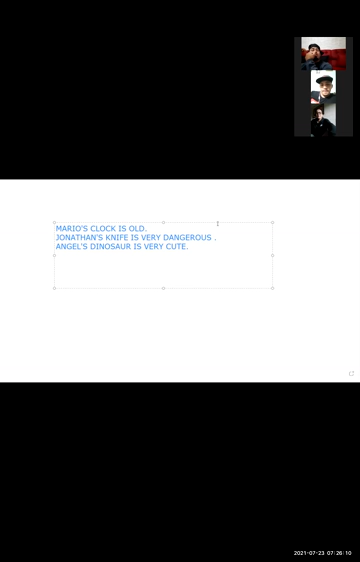 MARIO'S CLOCK IS OLD.
JONATHAN'S KNIFE IS VERY DANGEROUS .
ANGEL'S DINOSAUR IS VERY CUTE.
2021-07-23 07:26:10